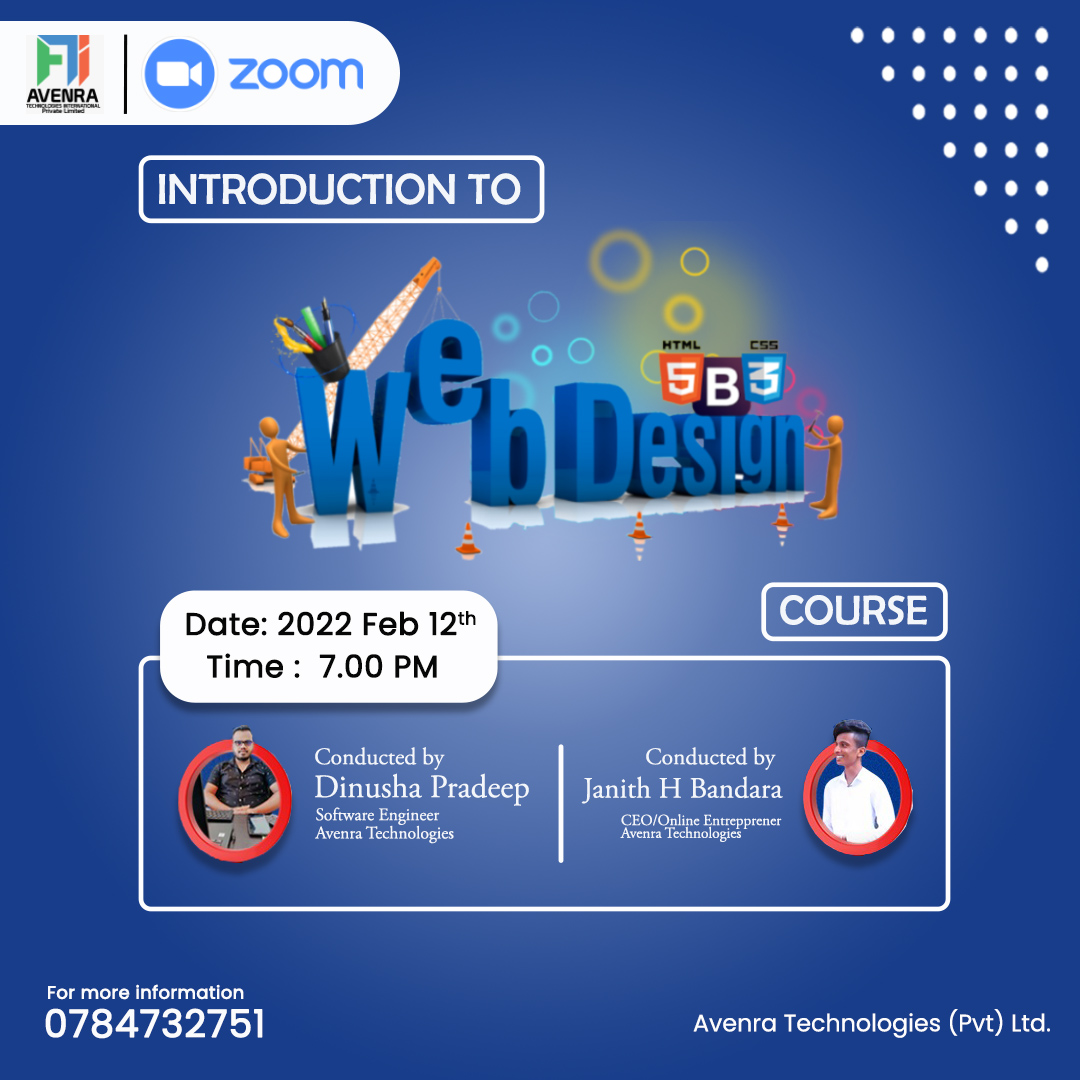 AVENRA
TECHNOLOGIES INTERNATIONAL
Private Limited
zoom
INTRODUCTION TO
HTML
CSS
5 B 3
Web Design
COURSE
Date: 2022 Feb 12th
Time : 7.00 PM
Conducted by
Dinusha Pradeep
Software Engineer
Avenra Technologies
Conducted by
Janith H Bandara
CEO/Online Entrepprener
Avenra Technologies
For more information
0784732751
Avenra Technologies (Pvt) Ltd.